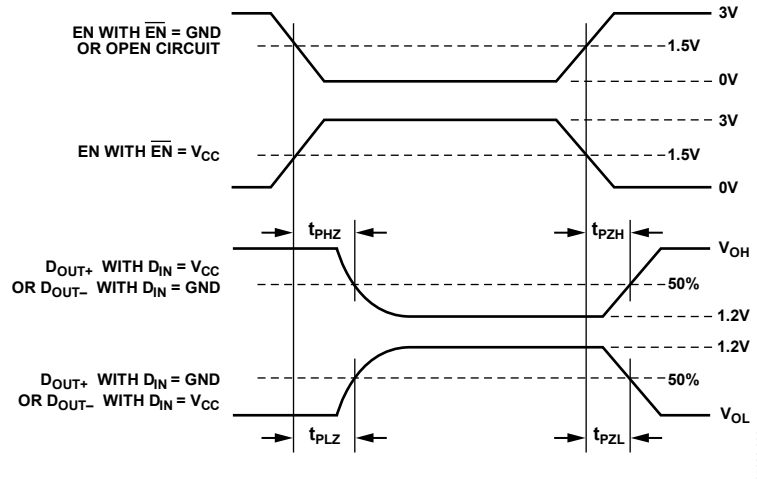 EN WITH E̅N̅ = GND
OR OPEN CIRCUIT
3V
1.5V
0V
EN WITH E̅N̅ = VCC
3V
1.5V
0V
tPHZ
tPZH
DOUT+ WITH DIN = VCC
OR DOUT– WITH DIN = GND
VOH
50%
1.2V
DOUT+ WITH DIN = GND
OR DOUT– WITH DIN = VCC
1.2V
50%
VOL
tPLZ
tPZL